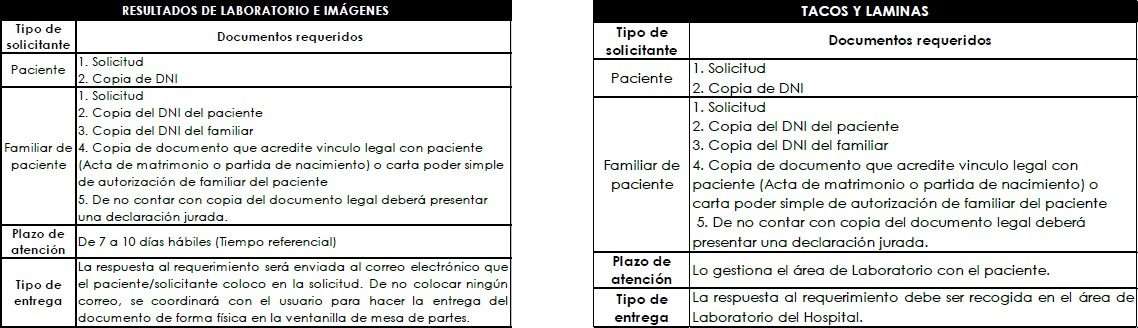 RESULTADOS DE LABORATORIO E IMÁGENES
Tipo de
solicitante
Documentos requeridos
Paciente
1. Solicitud
2. Copia de DNI
Familiar de
paciente
1. Solicitud
2. Copia del DNI del paciente
3. Copia del DNI del familiar
4. Copia de documento que acredite vinculo legal con paciente
(Acta de matrimonio o partida de nacimiento) o carta poder simple
de autorización de familiar del paciente
5. De no contar con copia del documento legal deberá presentar
una declaración jurada.
Plazo de
atención
De 7 a 10 días hábiles (Tiempo referencial)
Tipo de
entrega
La respuesta al requerimiento será enviada al correo electrónico que
el paciente/solicitante coloco en la solicitud. De no colocar ningún
correo, se coordinará con el usuario para hacer la entrega del
documento de forma física en la ventanilla de mesa de partes.
TACOS Y LAMINAS
Tipo de
solicitante
Documentos requeridos
Paciente
1. Solicitud
2. Copia de DNI
Familiar de
paciente
1. Solicitud
2. Copia del DNI del paciente
3. Copia del DNI del familiar
4. Copia de documento que acredite vinculo legal con
paciente (Acta de matrimonio o partida de nacimiento) o
carta poder simple de autorización de familiar del paciente
5. De no contar con copia del documento legal deberá
presentar una declaración jurada.
Plazo de
atención
Lo gestiona el área de Laboratorio con el paciente.
Tipo de
entrega
La respuesta al requerimiento debe ser recogida en el área de
Laboratorio del Hospital.